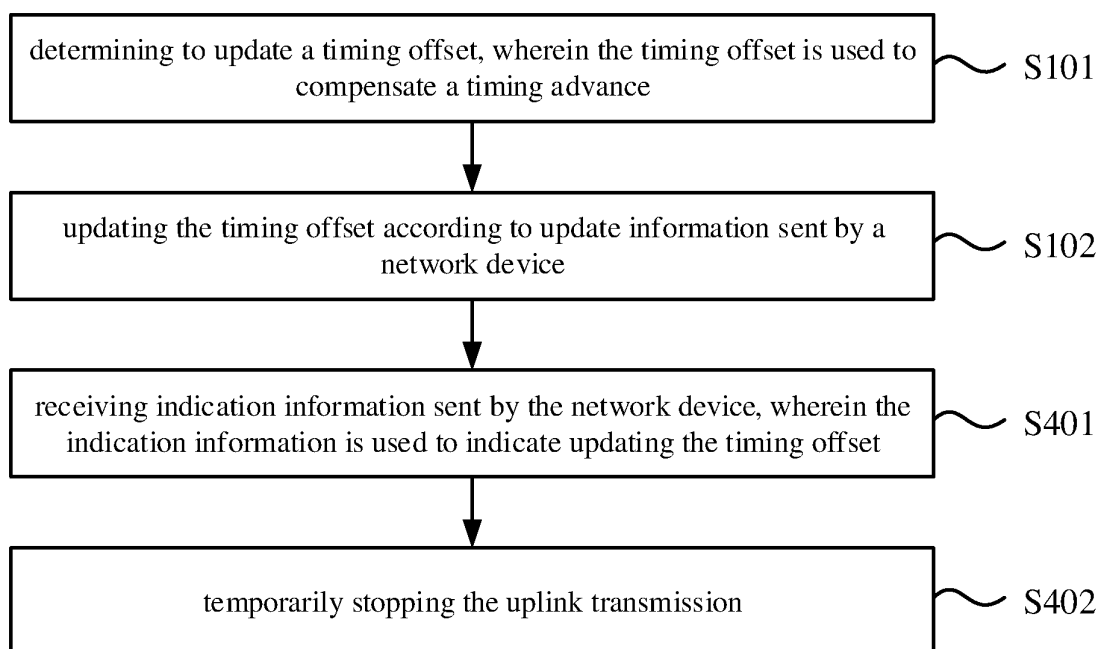 determining to update a timing offset, wherein the timing offset is used to
compensate a timing advance
S101
updating the timing offset according to update information sent by a
network device
S102
receiving indication information sent by the network device, wherein the
indication information is used to indicate updating the timing offset
S401
temporarily stopping the uplink transmission
S402